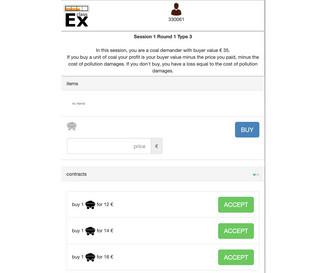 class
Ex
330061
Session 1 Round 1 Type 3
In this session, you are a coal demander with buyer value € 35.
If you buy a unit of coal your profit is your buyer value minus the price you paid, minus the
cost of pollution damages. If you don't buy, you have a loss equal to the cost of pollution
damages.
items
no items
BUY
price €
contracts
buy 1 for 12 € ACCEPT
buy 1 for 14 € ACCEPT
buy 1 for 16 € ACCEPT